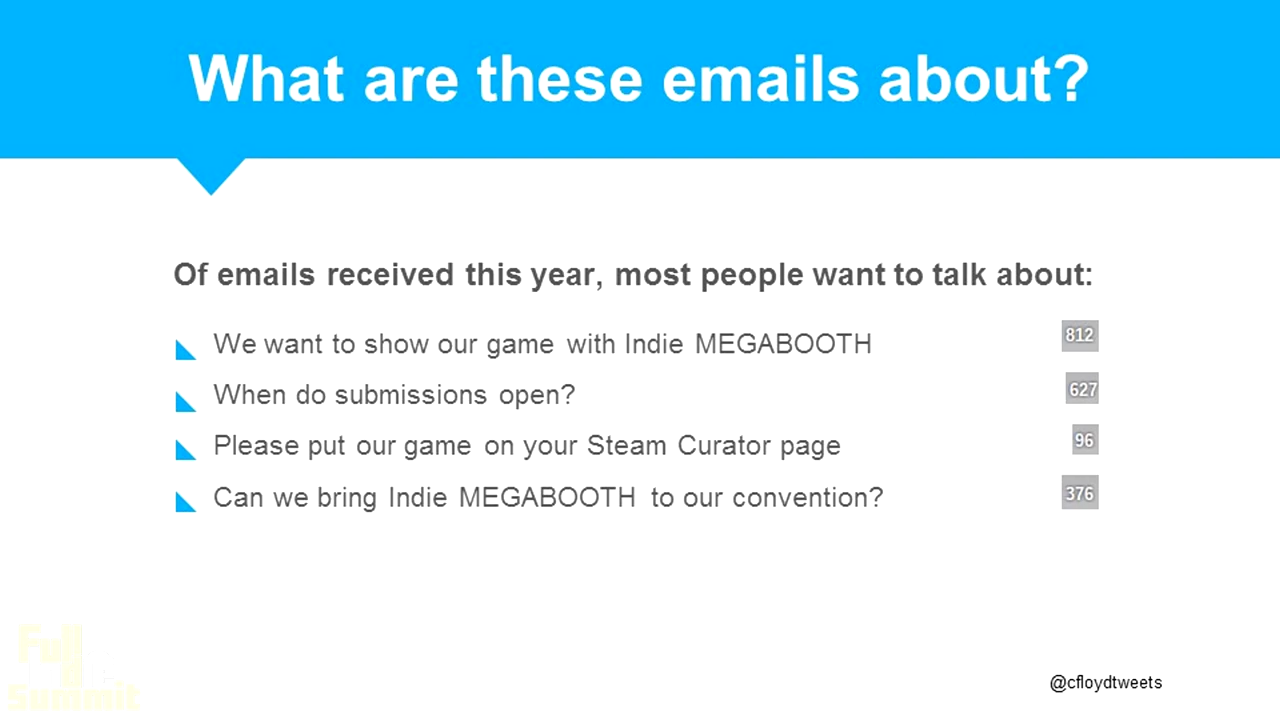 What are these emails about?
Of emails received this year, most people want to talk about:
We want to show our game with Indie MEGABOOTH 812
When do submissions open? 627
Please put our game on your Steam Curator page 96
Can we bring Indie MEGABOOTH to our convention? 376
Full
Summit
@cfloydtweets